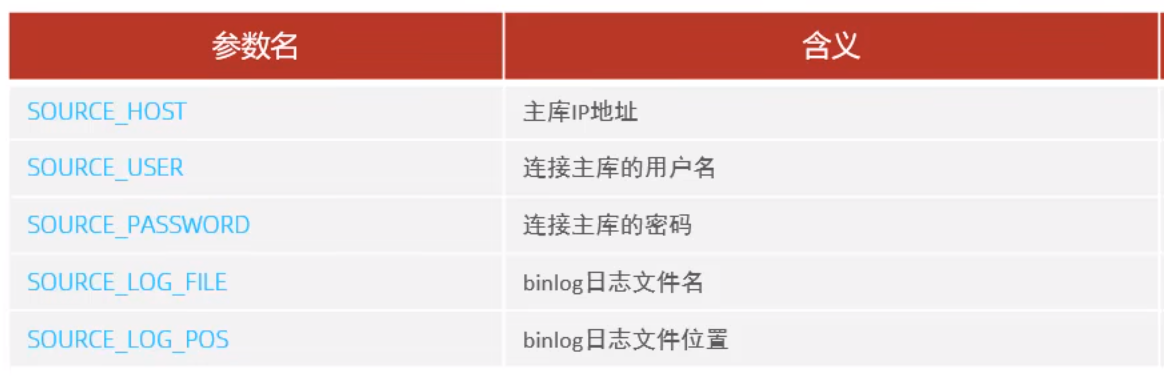 参数名 含义
SOURCE_HOST 主库IP地址
SOURCE_USER 连接主库的用户名
SOURCE_PASSWORD 连接主库的密码
SOURCE_LOG_FILE binlog日志文件名
SOURCE_LOG_POS binlog日志文件位置